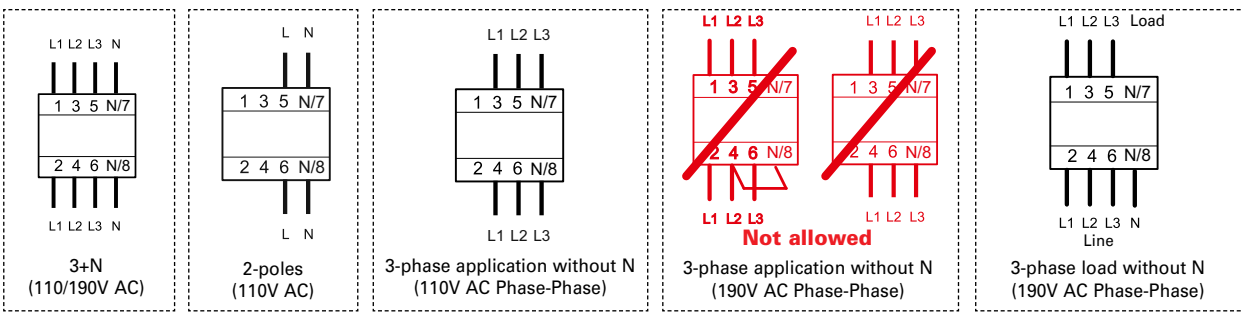 L1 L2 L3 N
1 3 5 N/7
2 4 6 N/8
L1 L2 L3 N
3+N
(110/190V AC)
L N
1 3 5 N/7
2 4 6 N/8
L N
2-poles
(110V AC)
L1 L2 L3
1 3 5 N/7
2 4 6 N/8
L1 L2 L3
3-phase application without N
(110V AC Phase-Phase)
L1 L2 L3
1 3 5 N/7
2 4 6 N/8
L1 L2 L3
L1 L2 L3
1 3 5 N/7
2 4 6 N/8
L1 L2 L3
Not allowed
3-phase application without N
(190V AC Phase-Phase)
L1 L2 L3 Load
1 3 5 N/7
2 4 6 N/8
L1 L2 L3 N
Line
3-phase load without N
(190V AC Phase-Phase)